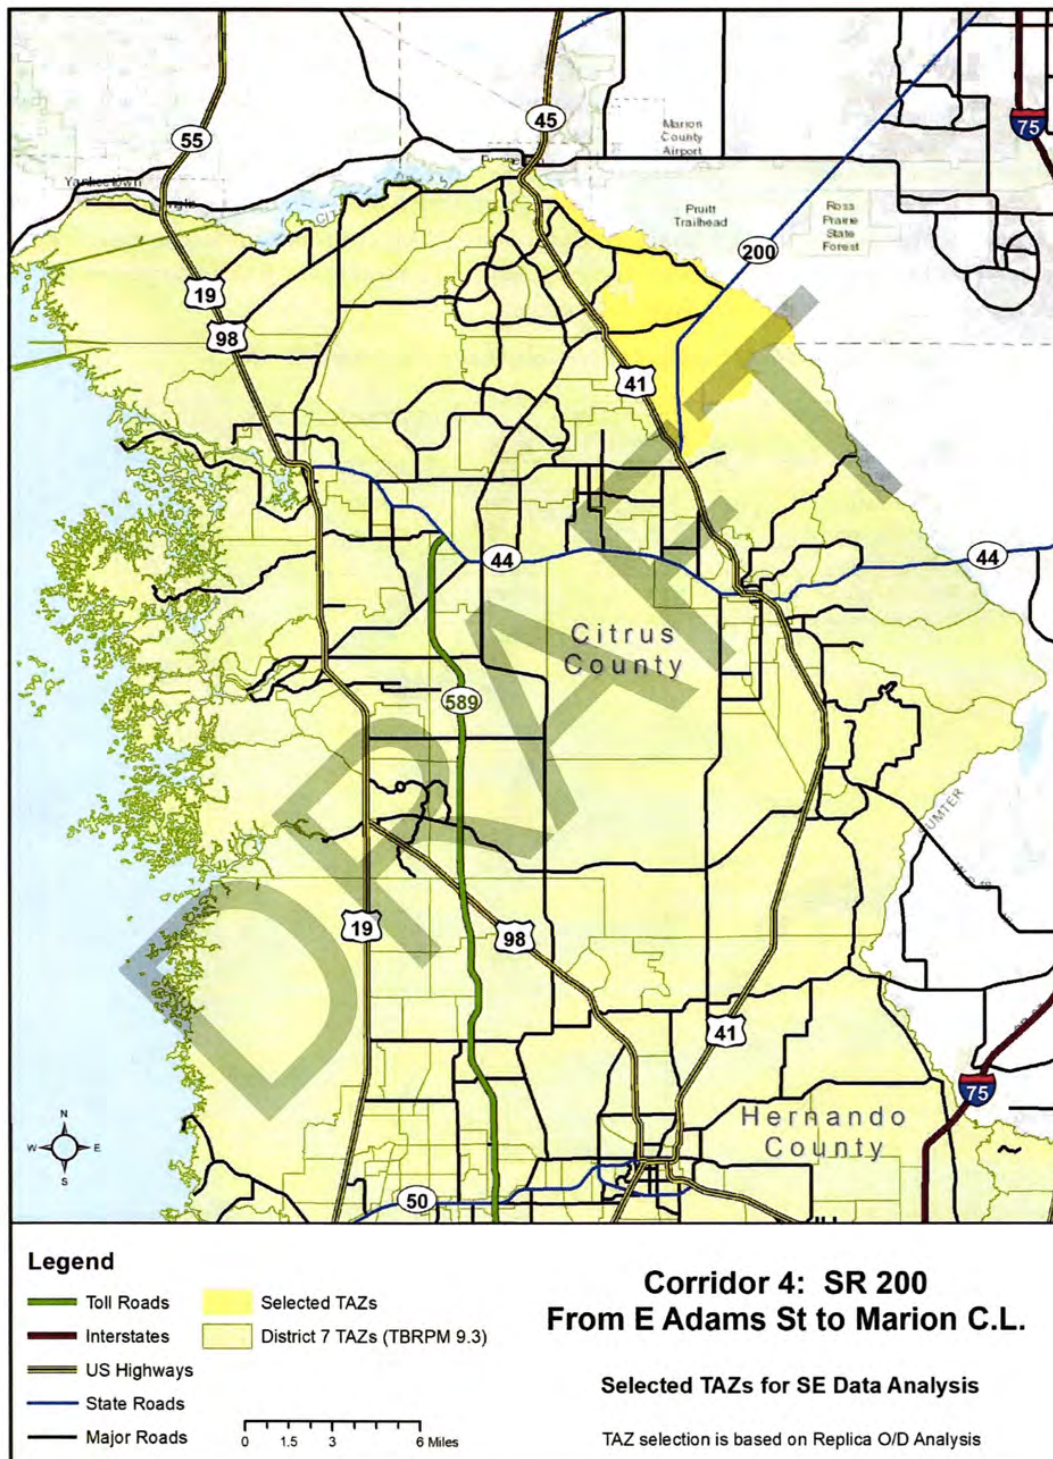 75
55
45
Marion
County
Airport
Yankeetown
Pruitt
Trailhead
Ross
Prairie
State
Forest
200
19
98
41
44
44
Citrus
County
589
SUMTER
19
98
41
75
Hernando
County
50
N
W E
S
DRAFT
Legend
Toll Roads
Interstates
US Highways
State Roads
Major Roads
Selected TAZs
District 7 TAZs (TBRPM 9.3)
0 1.5 3 6 Miles
Corridor 4: SR 200
From E Adams St to Marion C.L.
Selected TAZs for SE Data Analysis
TAZ selection is based on Replica O/D Analysis